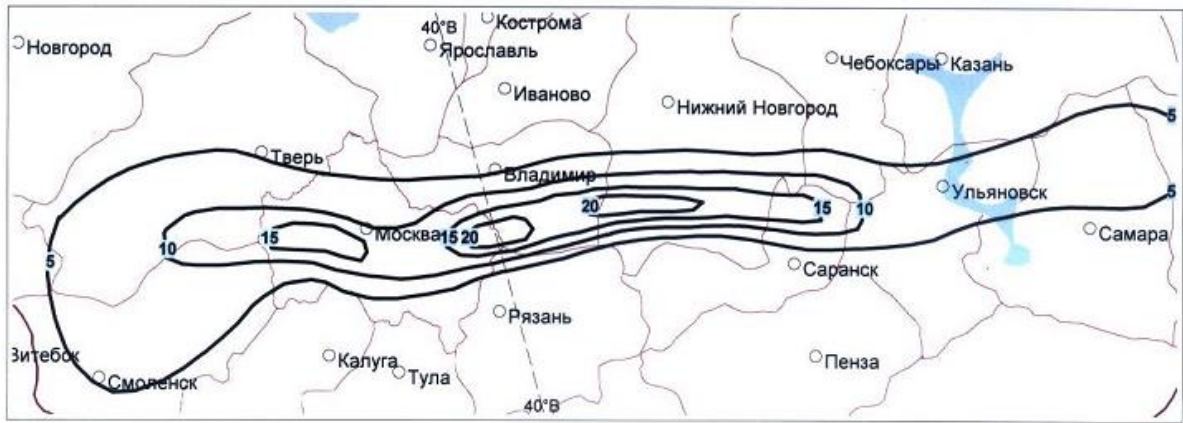 Кострома
40°В
Новгород
Ярославль
Чебоксары
Казань
Иваново
Нижний Новгород
5
Тверь
Владимир
Ульяновск
5
20
15
10
Москва
15
15
20
Самара
10
5
Саранск
Рязань
Витебск
Калуга
Пенза
Смоленск
Тула
40°В